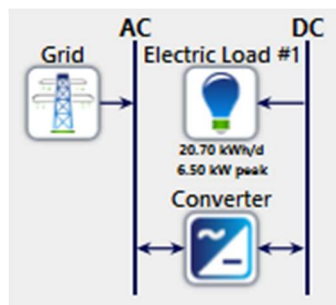 AC DC
Grid Electric Load #1
20.70 kWh/d
6.50 kW peak
Converter